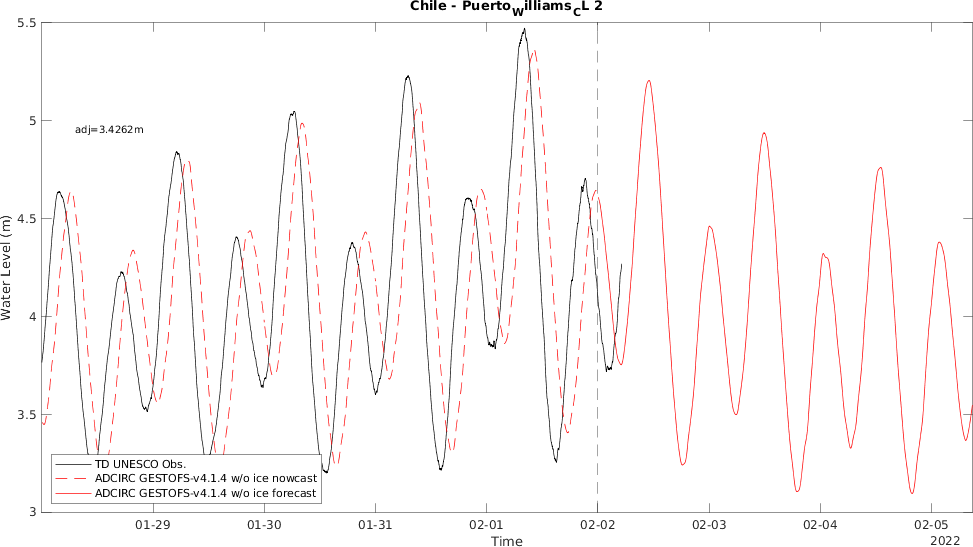 Chile - PuertoWilliamsCL 2
5.5
5
4.5
4
3.5
3
Water Level (m)
adj=3.4262m
TD UNESCO Obs.
ADCIRC GESTOFS-v4.1.4 w/o ice nowcast
ADCIRC GESTOFS-v4.1.4 w/o ice forecast
01-29 01-30 01-31 02-01 02-02 02-03 02-04 02-05
Time 2022